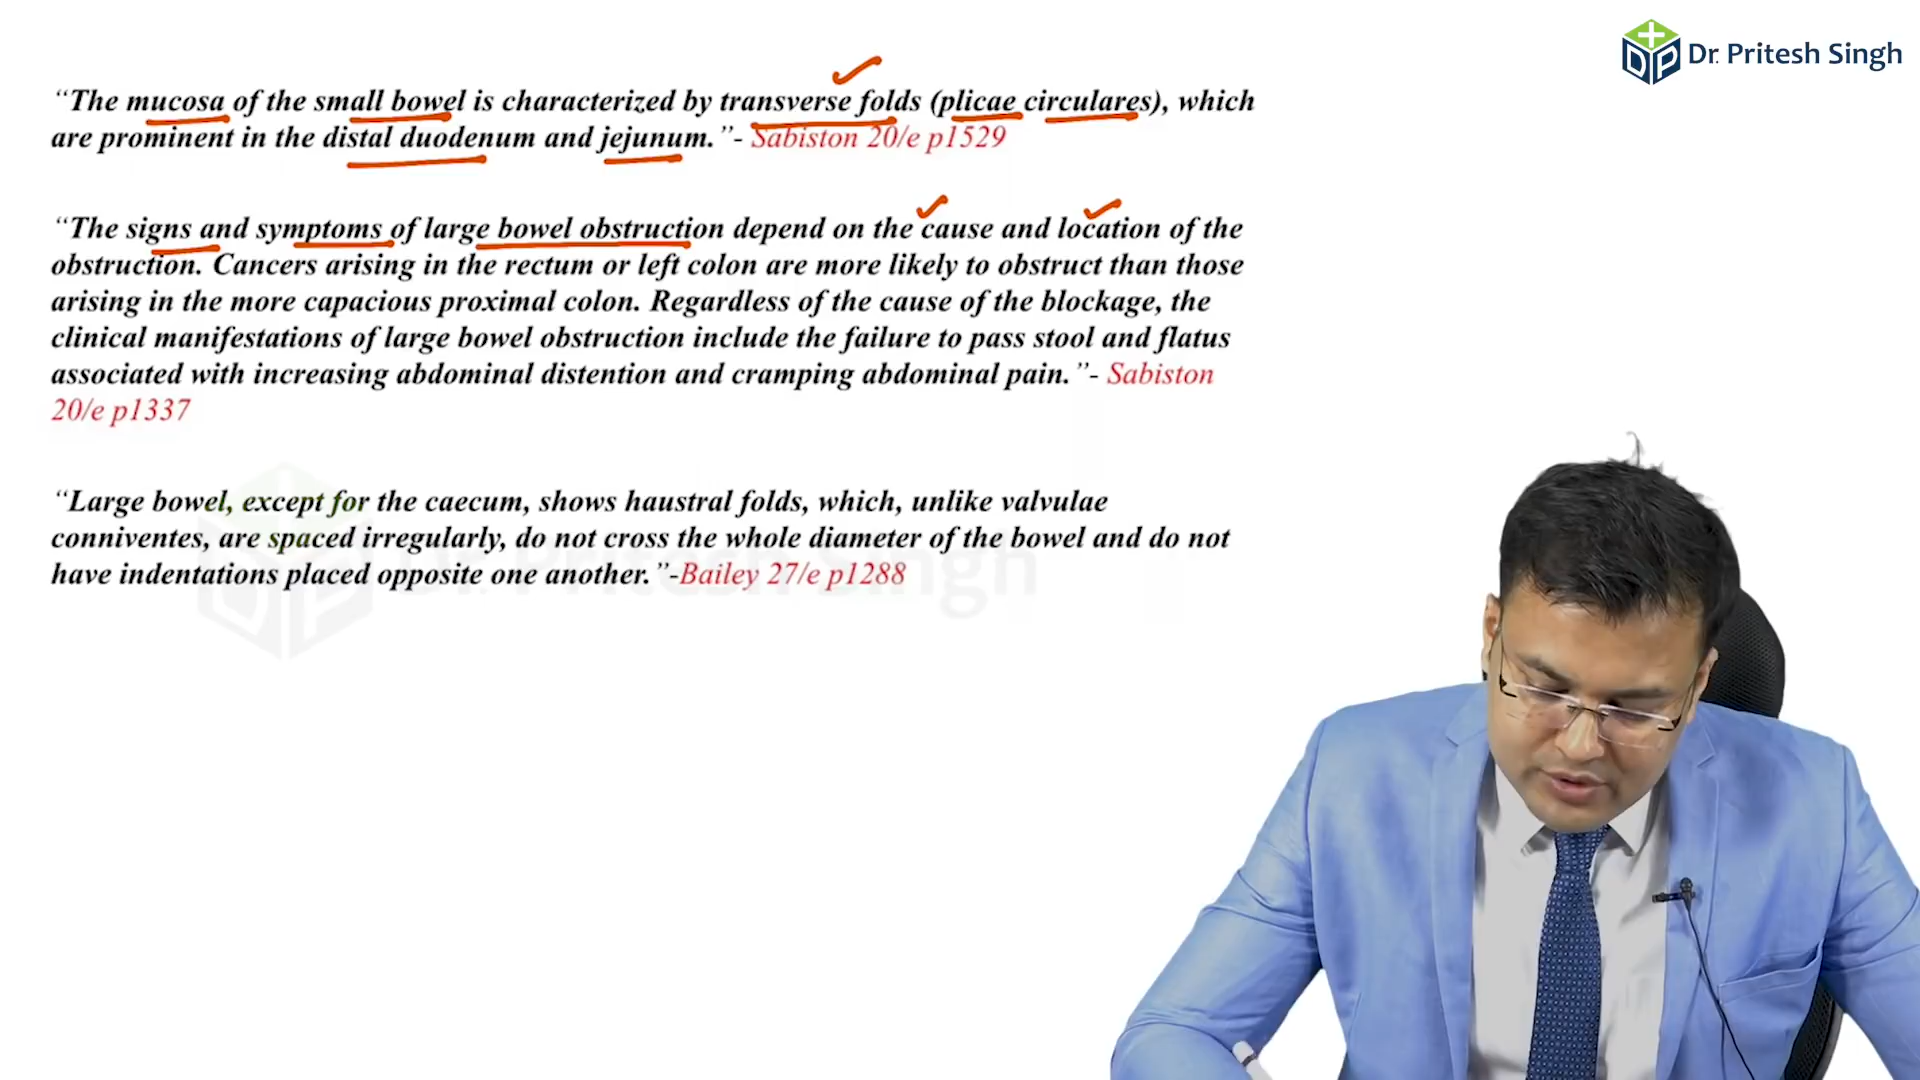 Dr. Pritesh Singh
“The mucosa of the small bowel is characterized by transverse folds (plicae circulares), which
are prominent in the distal duodenum and jejunum.”- Sabiston 20/e p1529
“The signs and symptoms of large bowel obstruction depend on the cause and location of the
obstruction. Cancers arising in the rectum or left colon are more likely to obstruct than those
arising in the more capacious proximal colon. Regardless of the cause of the blockage, the
clinical manifestations of large bowel obstruction include the failure to pass stool and flatus
associated with increasing abdominal distention and cramping abdominal pain.”- Sabiston
20/e p1337
“Large bowel, except for the caecum, shows haustral folds, which, unlike valvulae
conniventes, are spaced irregularly, do not cross the whole diameter of the bowel and do not
have indentations placed opposite one another.”-Bailey 27/e p1288
Dr. Pritesh Singh